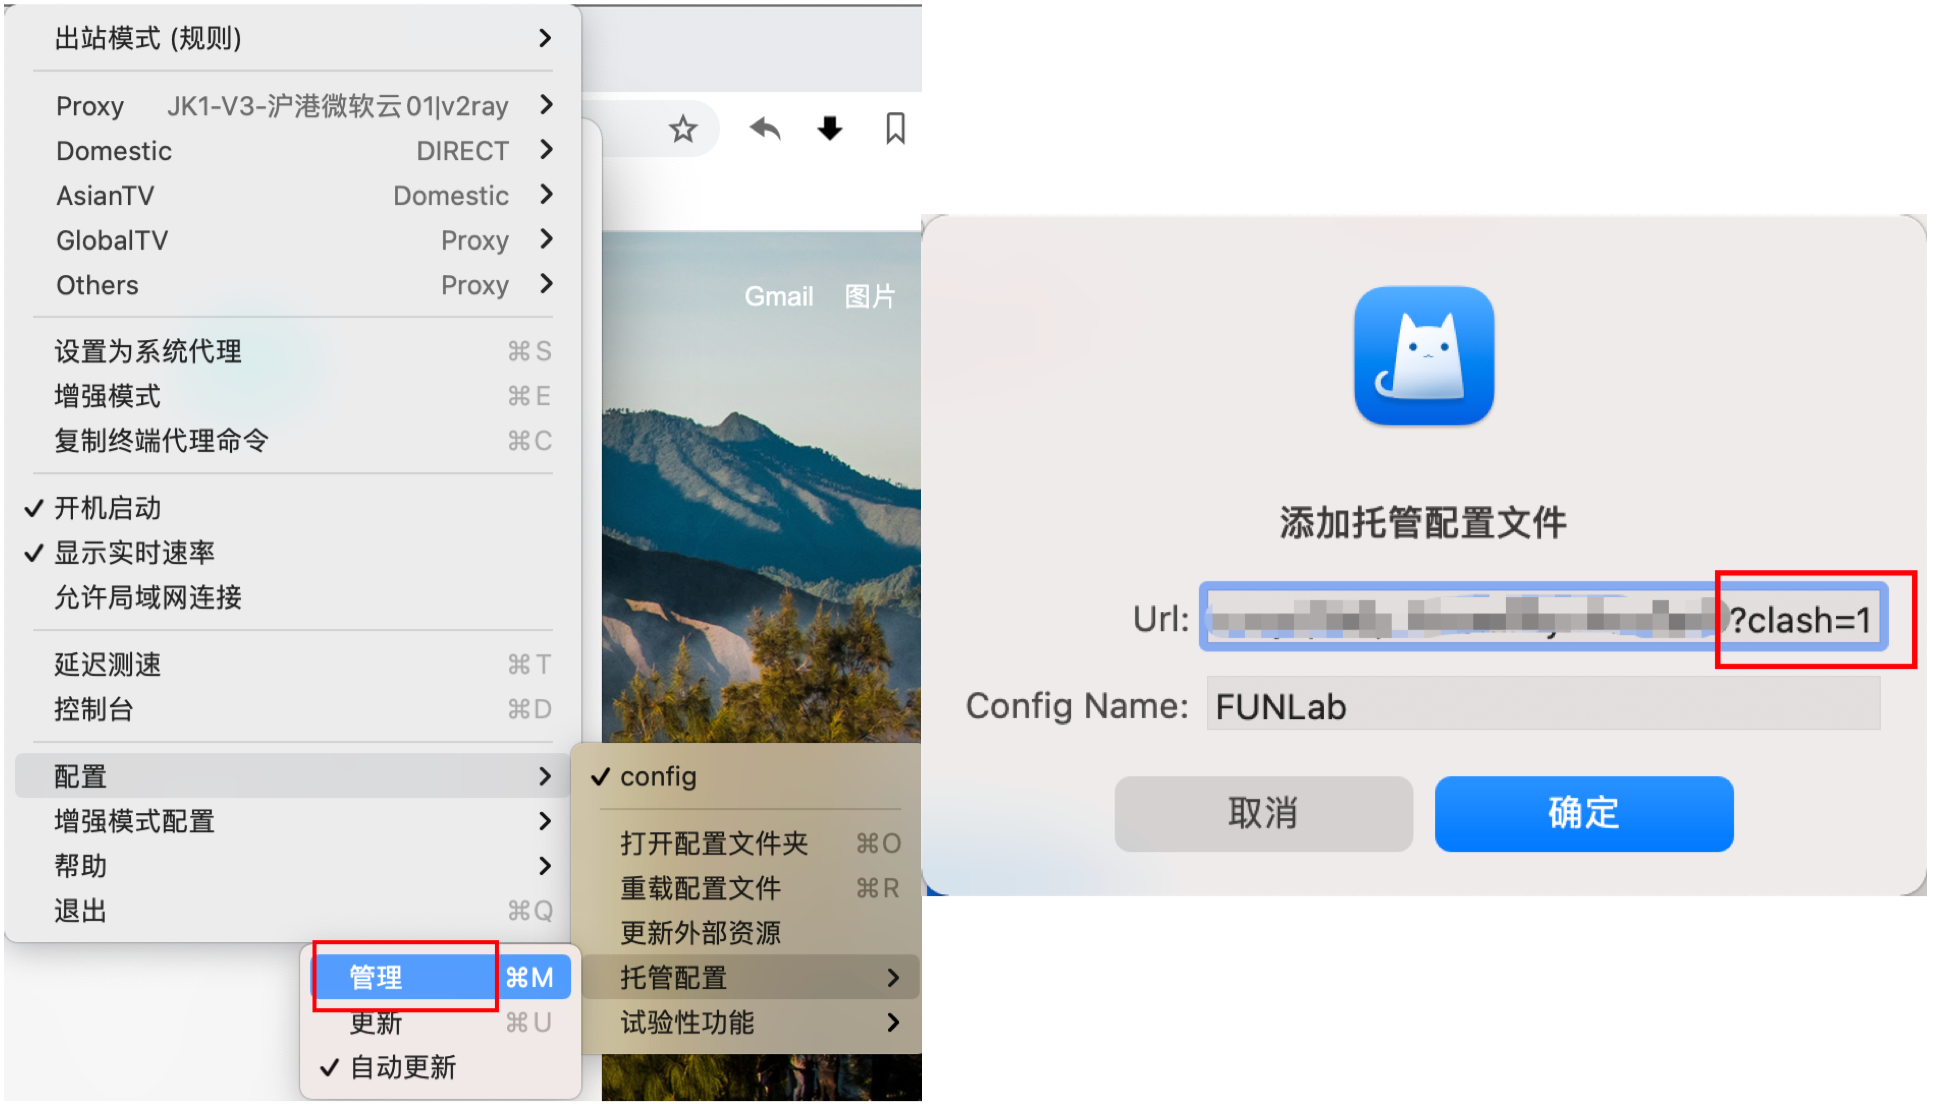 出站模式 (规则)
Proxy JK1-V3-沪港微软云01|v2ray
Domestic DIRECT
AsianTV Domestic
GlobalTV Proxy
Others Proxy
设置为系统代理 ⌘S
增强模式 ⌘E
复制终端代理命令 ⌘C
✓ 开机启动
✓ 显示实时速率
允许局域网连接
延迟测速 ⌘T
控制台 ⌘D
配置
增强模式配置
帮助
退出 ⌘Q
管理 ⌘M
更新 ⌘U
✓ 自动更新
Gmail 图片
✓ config
打开配置文件夹 ⌘O
重载配置文件 ⌘R
更新外部资源
托管配置
试验性功能
添加托管配置文件
Url: ?clash=1
Config Name: FUNLab
取消 确定